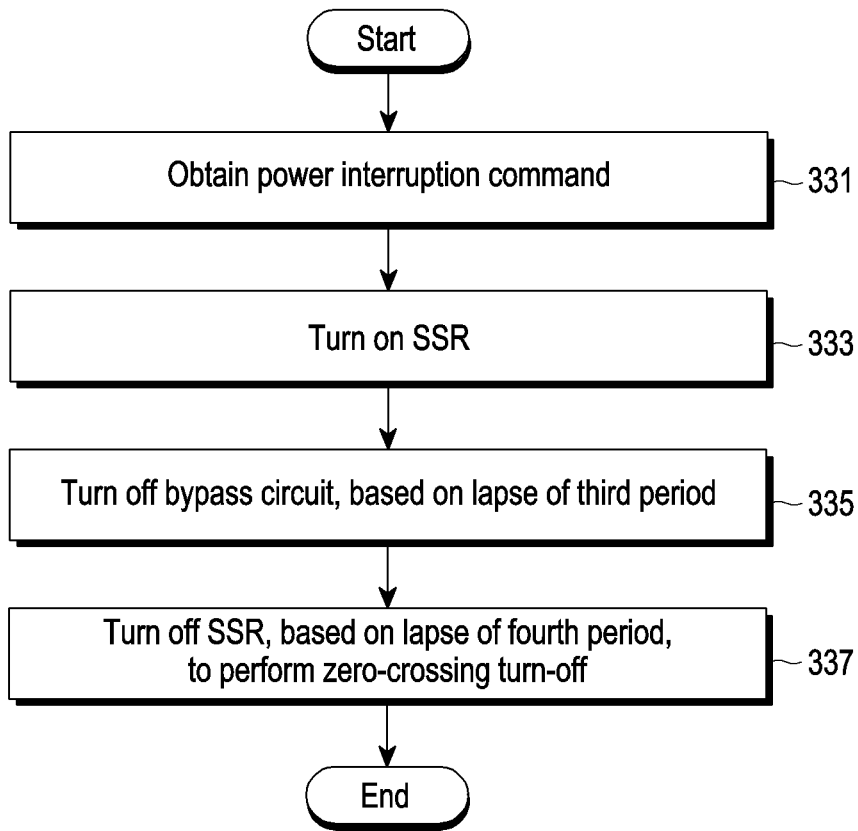 Start
Obtain power interruption command
331
Turn on SSR
333
Turn off bypass circuit, based on lapse of third period
335
Turn off SSR, based on lapse of fourth period,
to perform zero-crossing turn-off
337
End